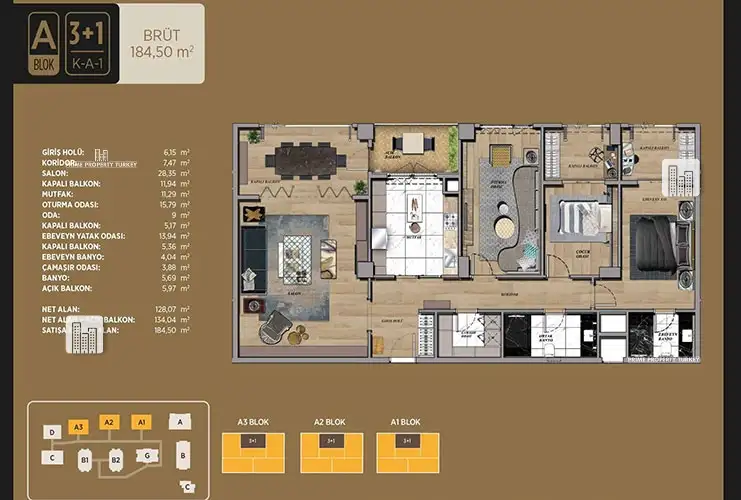 A
BLOK
3+1
K-A-1
BRÜT
184,50 m²
GİRİŞ HOLÜ: 6,15 m²
KORİDOR: 7,47 m²
PRIME PROPERTY TURKEY
SALON: 28,35 m²
KAPALI BALKON: 11,94 m²
MUTFAK: 11,29 m²
OTURMA ODASI: 15,79 m²
ODA: 9 m²
KAPALI BALKON: 5,17 m²
EBEVEYN YATAK ODASI: 13,94 m²
KAPALI BALKON: 5,36 m²
EBEVEYN BANYO: 4,04 m²
ÇAMAŞIR ODASI: 3,88 m²
BANYO: 5,69 m²
AÇIK BALKON: 5,97 m²
NET ALAN: 128,07 m²
NET ALAN BALKON: 134,04 m²
SATIŞA ALAN: 184,50 m²
KAPALI BALKON
AÇIK BALKON
OTURMA ODASI
KAPALI BALKON
KAPALI BALKON
MUTFAK
SALON
ÇOCUK ODASI
KORİDOR
GİRİŞ HOLÜ
ORTAK BANYO
EBEVEYN BANYO
PRIME PROPERTY TURKEY
D
A3
A2
A1
A
C
B1
B2
G
B
C
A3 BLOK
3+1
A2 BLOK
3+1
A1 BLOK
3+1